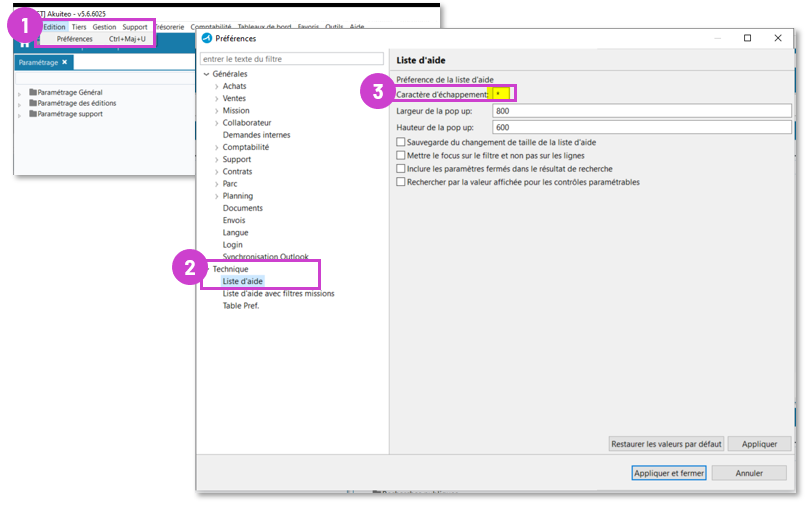 1
ST] Akuiteo - v5.6.6025
Edition Tiers Gestion Support Trésorerie Comptabilité Tableaux de bord Favoris Outils Aide
Préférences Ctrl+Maj+U
Paramétrage
Paramétrage Général
Paramétrage des éditions
Paramétrage support
Préférences
entrer le texte du filtre
Générales
Achats
Ventes
Mission
Collaborateur
Demandes internes
Comptabilité
Support
Contrats
Parc
Planning
Documents
Envois
Langue
Login
Synchronisation Outlook
2
Technique
Liste d'aide
Liste d'aide avec filtres missions
Table Pref.
Liste d'aide
Préférence de la liste d'aide
3
Caractère d'échappement: *
Largeur de la pop up: 800
Hauteur de la pop up: 600
Sauvegarde du changement de taille de la liste d'aide
Mettre le focus sur le filtre et non pas sur les lignes
Inclure les paramètres fermés dans le résultat de recherche
Rechercher par la valeur affichée pour les contrôles paramétrables
Restaurer les valeurs par défaut Appliquer
Appliquer et fermer Annuler